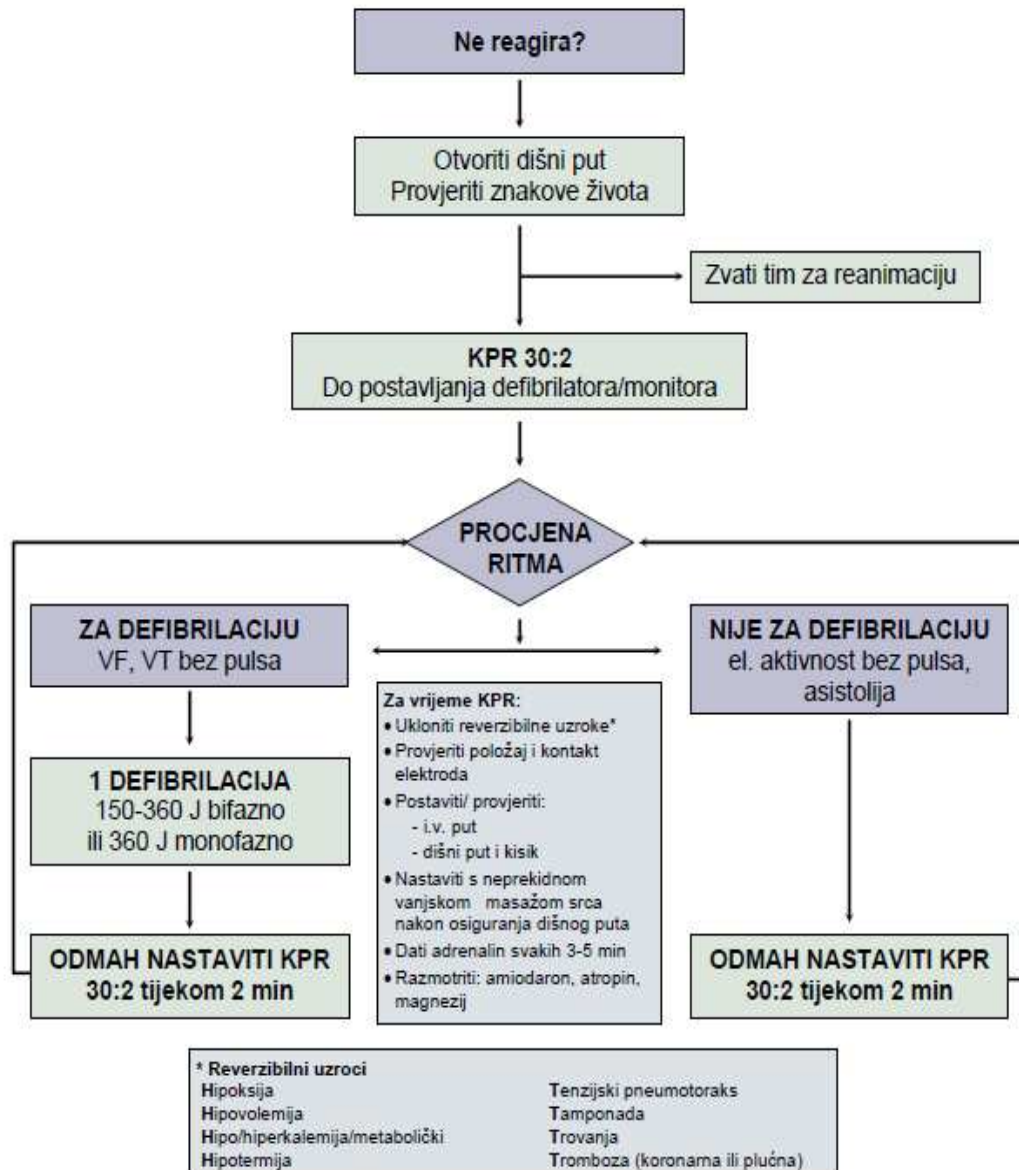 Ne reagira?
Otvoriti dišni put
Provjeriti znakove života
Zvati tim za reanimaciju
KPR 30:2
Do postavljanja defibrilatora/monitora
PROCJENA
RITMA
ZA DEFIBRILACIJU
VF, VT bez pulsa
1 DEFIBRILACIJA
150-360 J bifazno
ili 360 J monofazno
ODMAH NASTAVITI KPR
30:2 tijekom 2 min
Za vrijeme KPR:
• Ukloniti reverzibilne uzroke*
• Provjeriti položaj i kontakt
elektroda
• Postaviti/ provjeriti:
- i.v. put
- dišni put i kisik
• Nastaviti s neprekidnom
vanjskom masažom srca
nakon osiguranja dišnog puta
• Dati adrenalin svakih 3-5 min
• Razmotriti: amiodaron, atropin,
magnezij
NIJE ZA DEFIBRILACIJU
el. aktivnost bez pulsa,
asistolija
ODMAH NASTAVITI KPR
30:2 tijekom 2 min
* Reverzibilni uzroci
Hipoksija
Hipovolemija
Hipo/hiperkalemija/metabolički
Hipotermija
Tenzijski pneumotoraks
Tamponada
Trovanja
Tromboza (koronarna ili plućna)